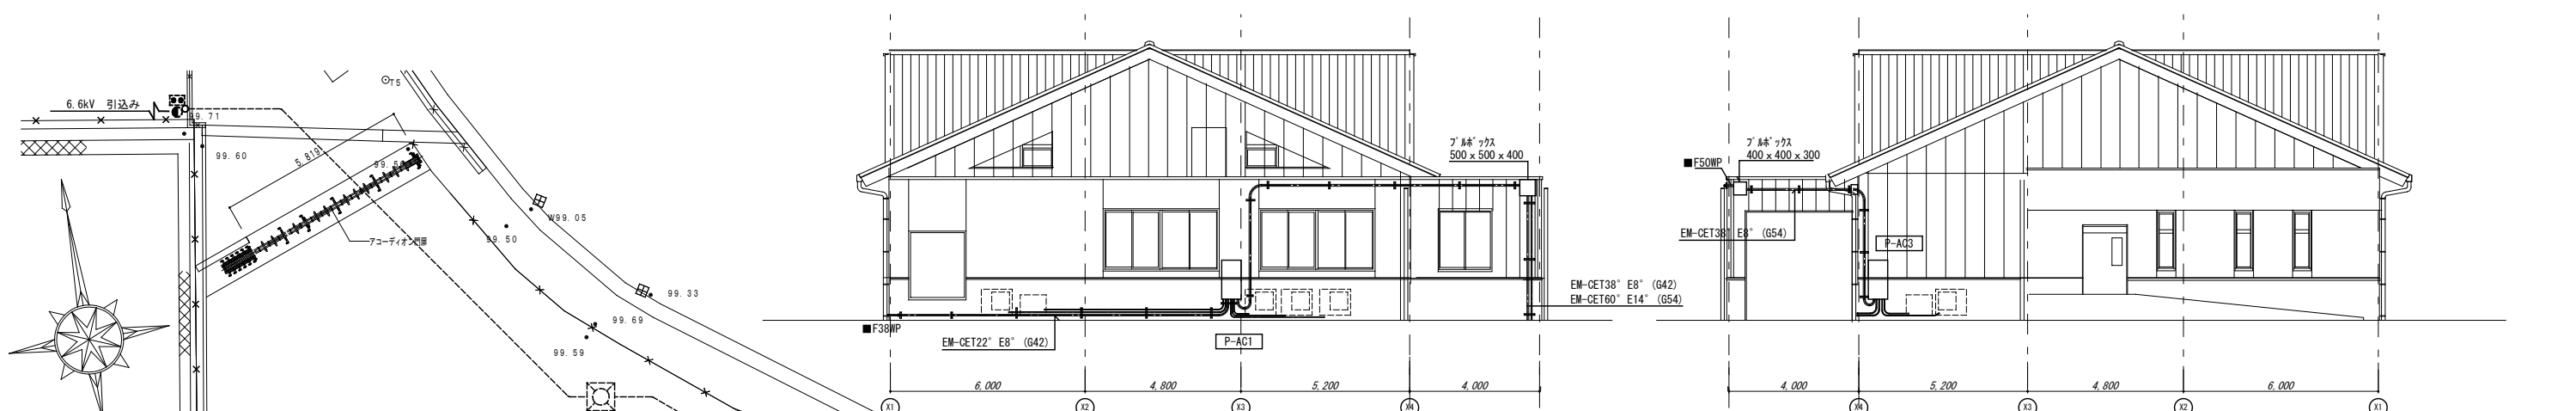 6.6kV 引込み
T5
99.71
99.60
5,819
99.56
アコーディオン門扉
W99.05
99.50
99.33
99.69
99.59
プルボックス
500 x 500 x 400
EM-CET38° E8° (G42)
EM-CET60° E14° (G54)
■F38WP
EM-CET22° E8° (G42)
P-AC1
6,000
4,800
5,200
4,000
X1
X2
X3
X4
プルボックス
400 x 400 x 300
■F50WP
EM-CET38° E8° (G54)
P-AC3
4,000
5,200
4,800
6,000
X4
X3
X2
X1